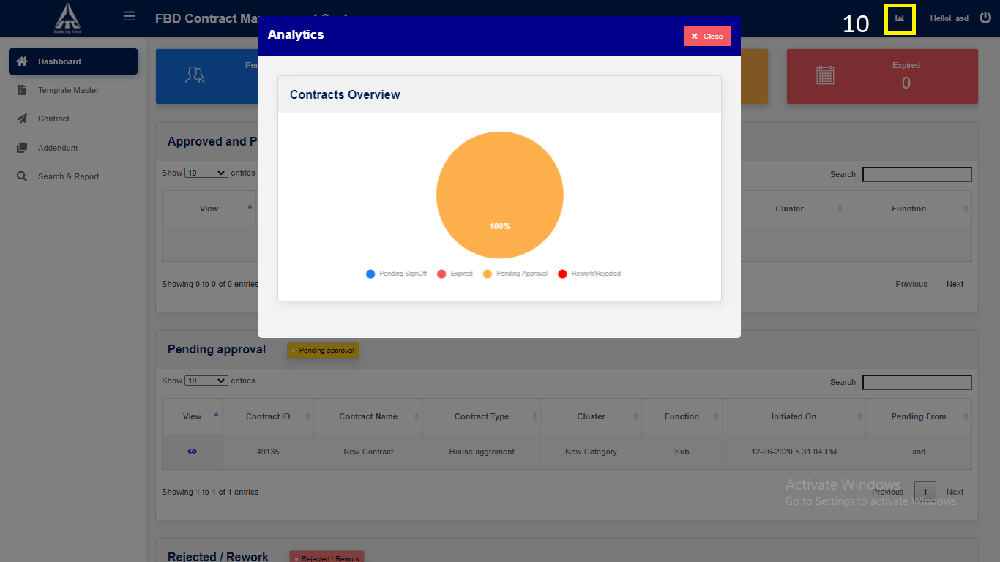 Enduring Value
FBD Contract Ma
10
Hello! asd
Analytics
Close
Dashboard
Template Master
Contract
Addendum
Search & Report
Expired
0
Contracts Overview
100%
Pending SignOff Expired Pending Approval Rework/Rejected
Approved and P
Show 10 entries
Search:
View Cluster Function
Showing 0 to 0 of 0 entries
Previous Next
Pending approval Pending approval
Show 10 entries
Search:
View Contract ID Contract Name Contract Type Cluster Function Initiated On Pending From
49135 New Contract House aggrement New Category Sub 12-06-2020 5.31.04 PM asd
Showing 1 to 1 of 1 entries
Previous 1 Next
Activate Windows
Go to Settings to activate Windows.
Rejected / Rework Rejected / Rework